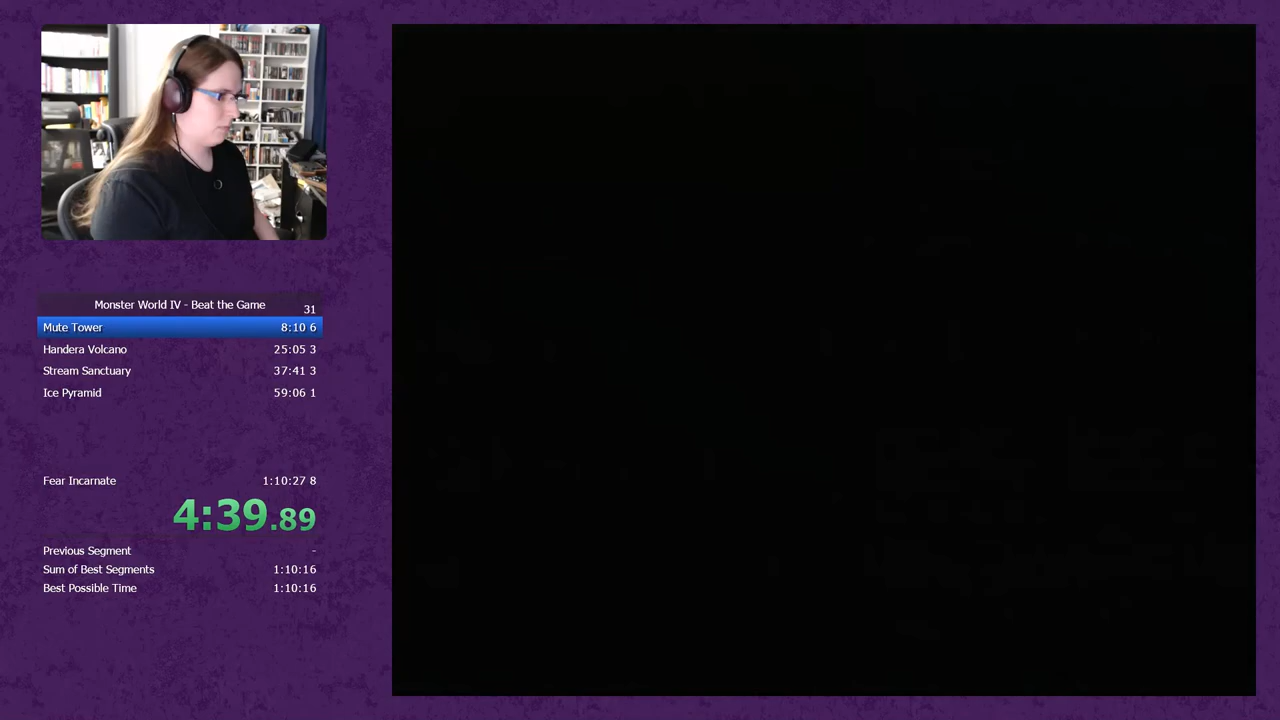 Monster World IV - Beat the Game
31
Mute Tower 8:10 6
Handera Volcano 25:05 3
Stream Sanctuary 37:41 3
Ice Pyramid 59:06 1
Fear Incarnate 1:10:27 8
4:39.89
Previous Segment -
Sum of Best Segments 1:10:16
Best Possible Time 1:10:16